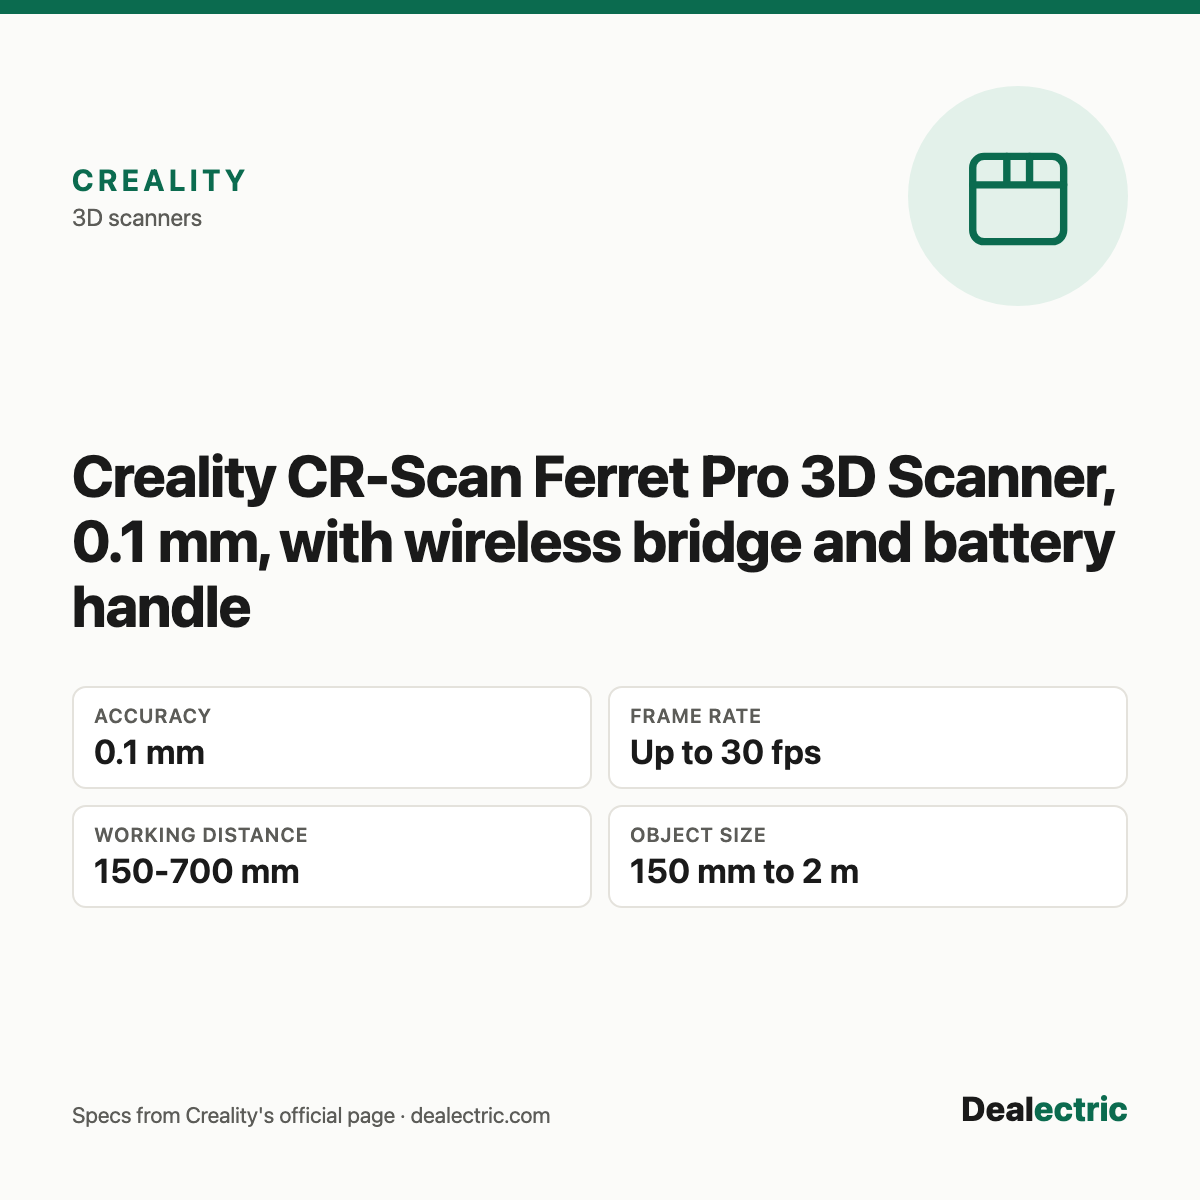 CREALITY
3D scanners
Creality CR-Scan Ferret Pro 3D Scanner,
0.1 mm, with wireless bridge and battery
handle
ACCURACY
0.1 mm
FRAME RATE
Up to 30 fps
WORKING DISTANCE
150-700 mm
OBJECT SIZE
150 mm to 2 m
Specs from Creality's official page · dealectric.com
Dealectric